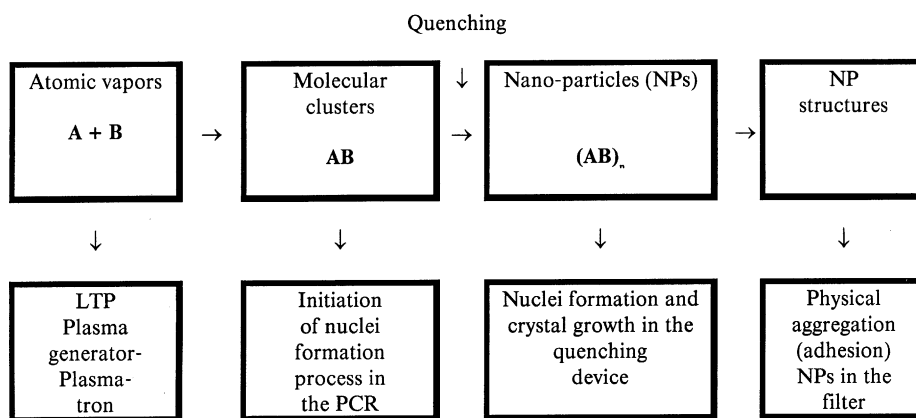 Quenching
Atomic vapors
A + B
→
Molecular
clusters
AB
↓
→
Nano-particles (NPs)
(AB)ₙ
→
NP
structures
↓
↓
↓
↓
LTP
Plasma
generator-
Plasma-
tron
Initiation
of nuclei
formation
process in
the PCR
Nuclei formation and
crystal growth in the
quenching
device
Physical
aggregation
(adhesion)
NPs in the
filter